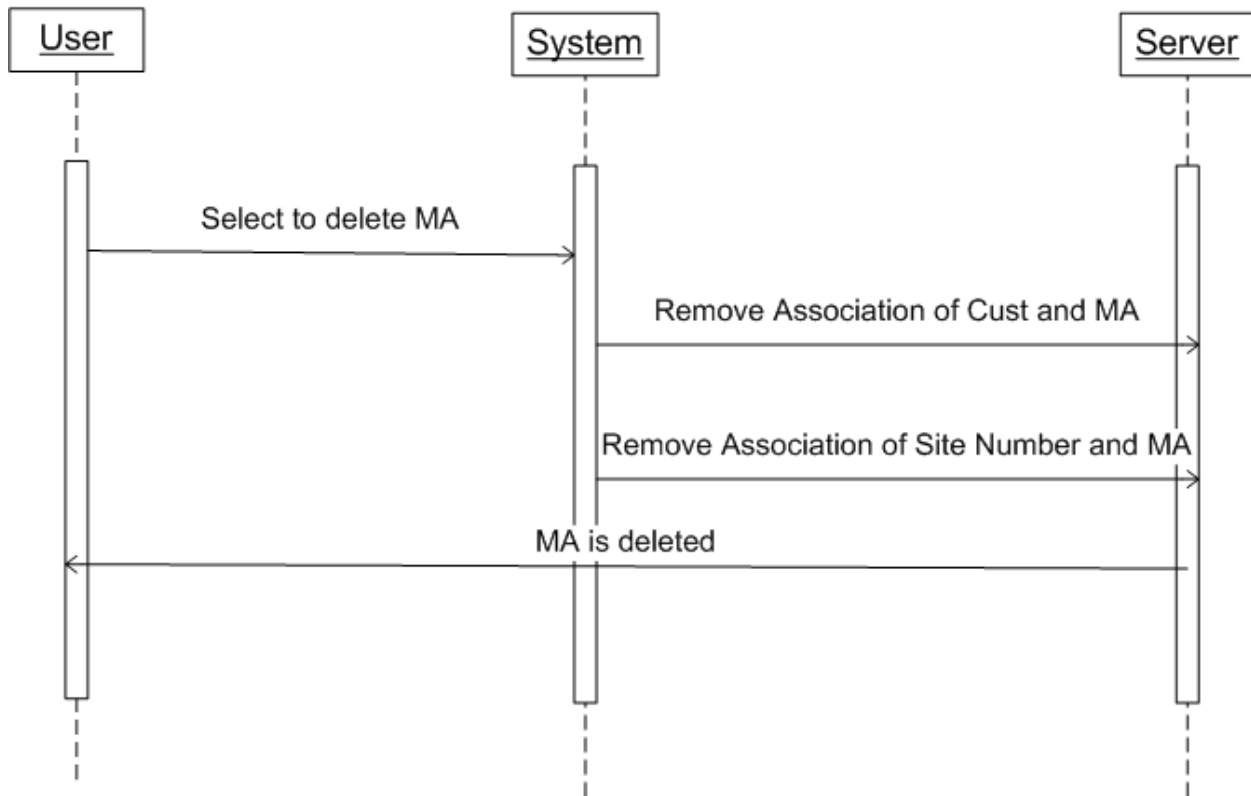 User
System
Server
Select to delete MA
Remove Association of Cust and MA
Remove Association of Site Number and MA
MA is deleted